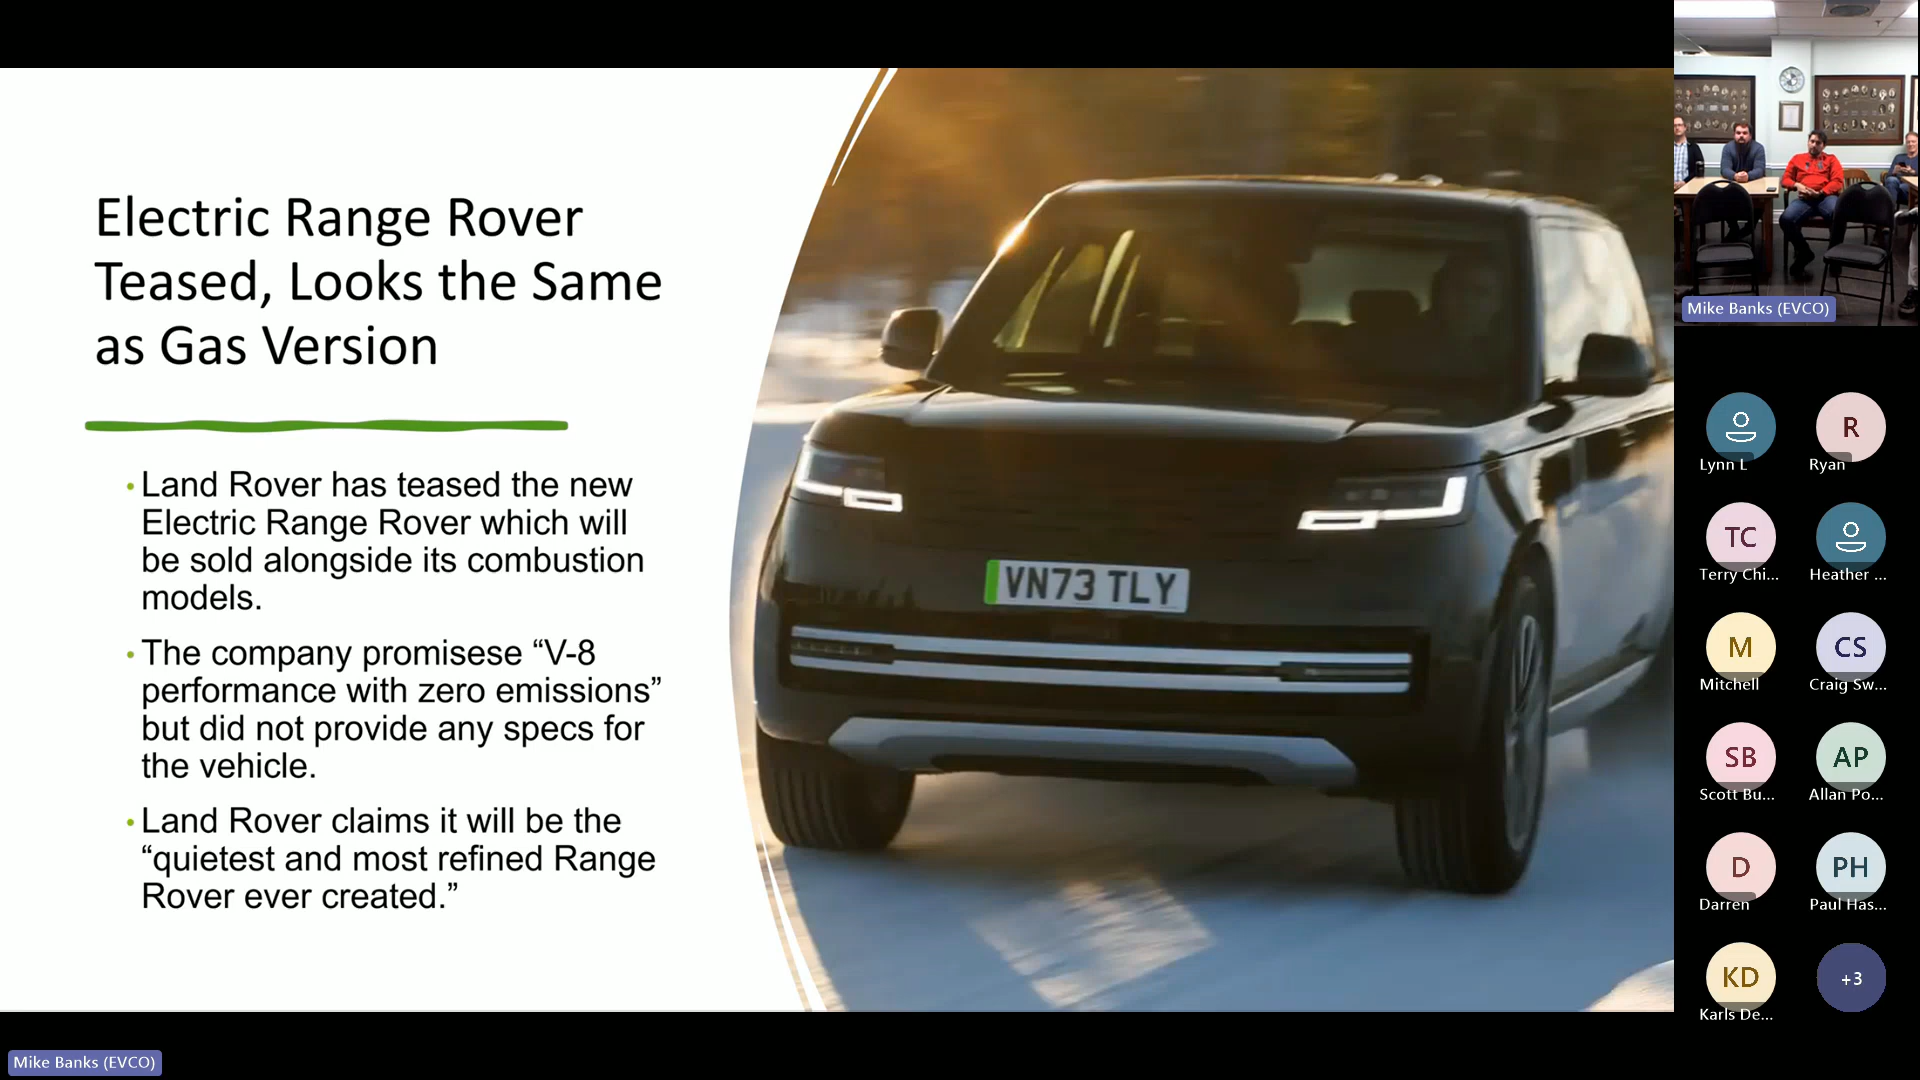 Electric Range Rover
Teased, Looks the Same
as Gas Version
• Land Rover has teased the new
Electric Range Rover which will
be sold alongside its combustion
models.
• The company promisese “V-8
performance with zero emissions”
but did not provide any specs for
the vehicle.
• Land Rover claims it will be the
“quietest and most refined Range
Rover ever created.”
VN73 TLY
Mike Banks (EVCO)
Lynn L
R
Ryan
TC
Terry Chi...
Heather ...
M
Mitchell
CS
Craig Sw...
SB
Scott Bu...
AP
Allan Po...
D
Darren
PH
Paul Has...
KD
Karls De...
+3
Mike Banks (EVCO)